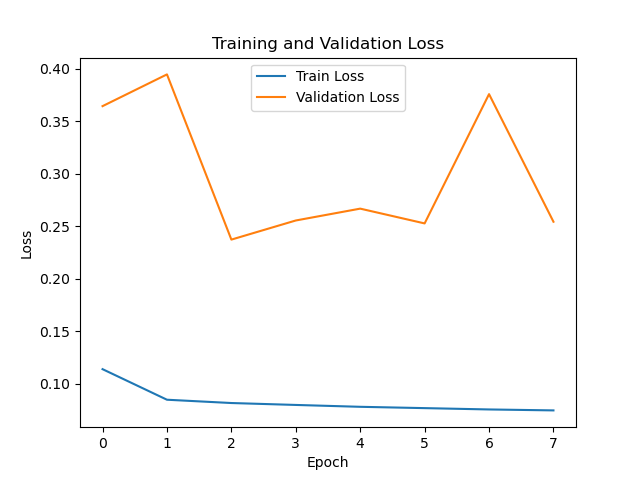 Training and Validation Loss
Train Loss
Validation Loss
0.40
0.35
0.30
0.25
0.20
0.15
0.10
Loss
0 1 2 3 4 5 6 7
Epoch